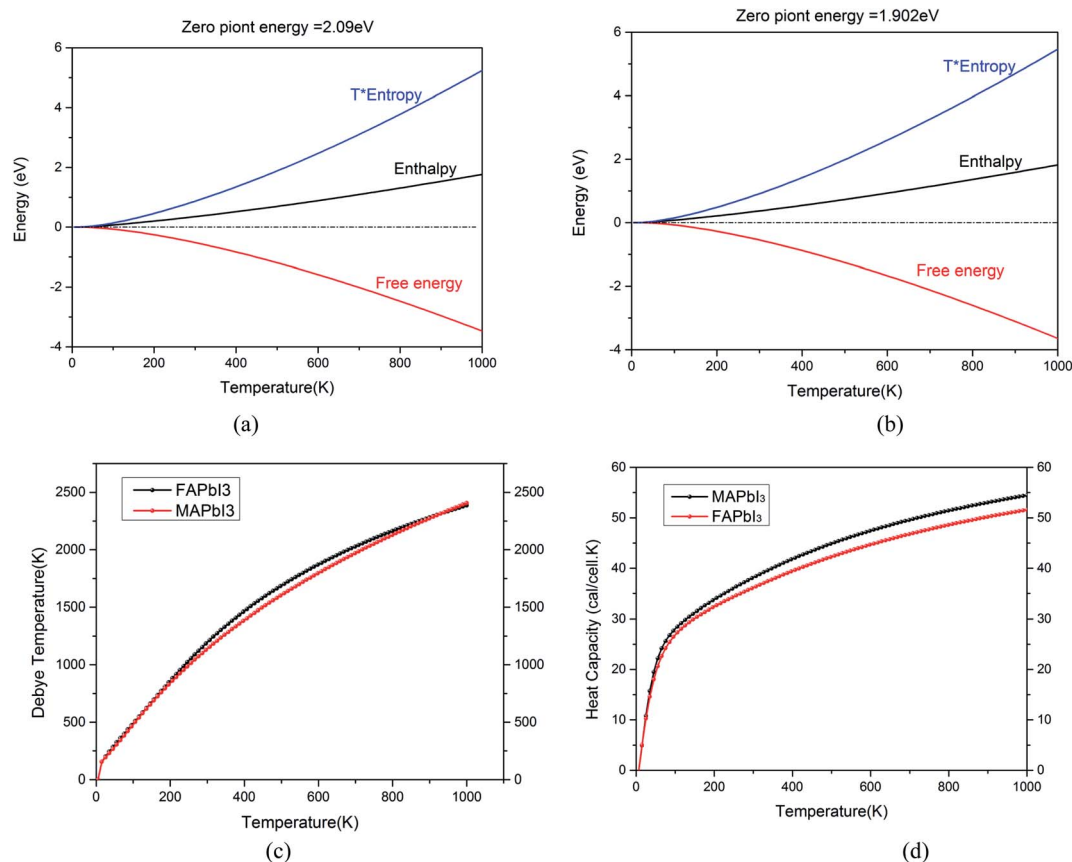 Zero piont energy =2.09eV
6
4
2
0
-2
-4
Energy (eV)
T*Entropy
Enthalpy
Free energy
0
200
400
600
800
1000
Temperature(K)
(a)
Zero piont energy =1.902eV
6
4
2
0
-2
-4
Energy (eV)
T*Entropy
Enthalpy
Free energy
0
200
400
600
800
1000
Temperature(K)
(b)
2500
2000
1500
1000
500
0
Debye Temperature(K)
FAPbI3
MAPbI3
2500
2000
1500
1000
500
0
0
200
400
600
800
1000
Temperature(K)
(c)
60
50
40
30
20
10
0
Heat Capacity (cal/cell.K)
MAPbI₃
FAPbI₃
60
50
40
30
20
10
0
0
200
400
600
800
1000
Temperature(K)
(d)